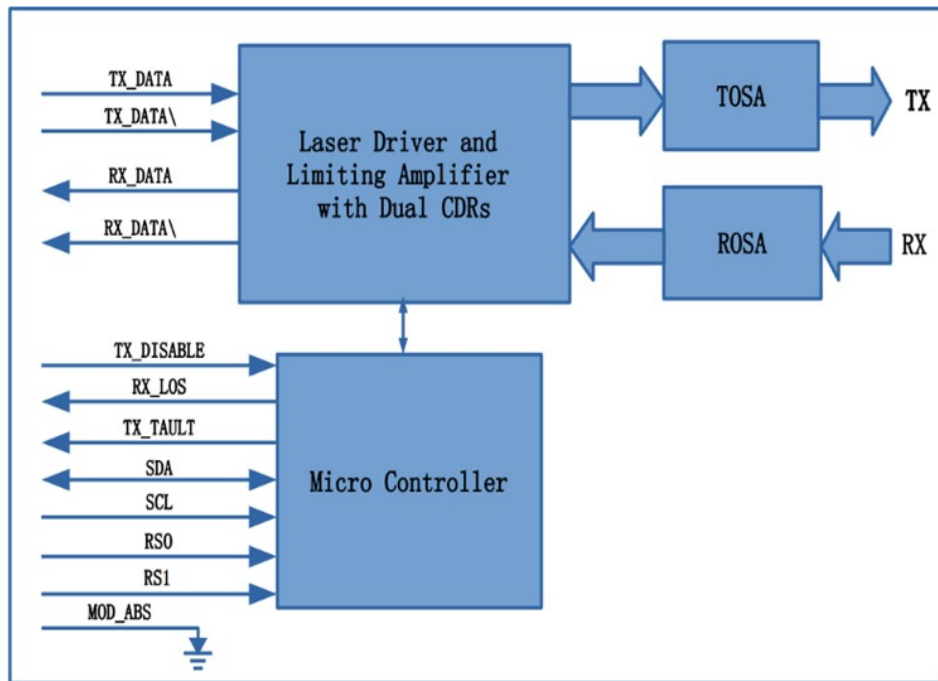 TX_DATA
TX_DATA\
RX_DATA
RX_DATA\
Laser Driver and
Limiting Amplifier
with Dual CDRs
TOSA
TX
ROSA
RX
TX_DISABLE
RX_LOS
TX_TAULT
SDA
SCL
RS0
RS1
MOD_ABS
Micro Controller